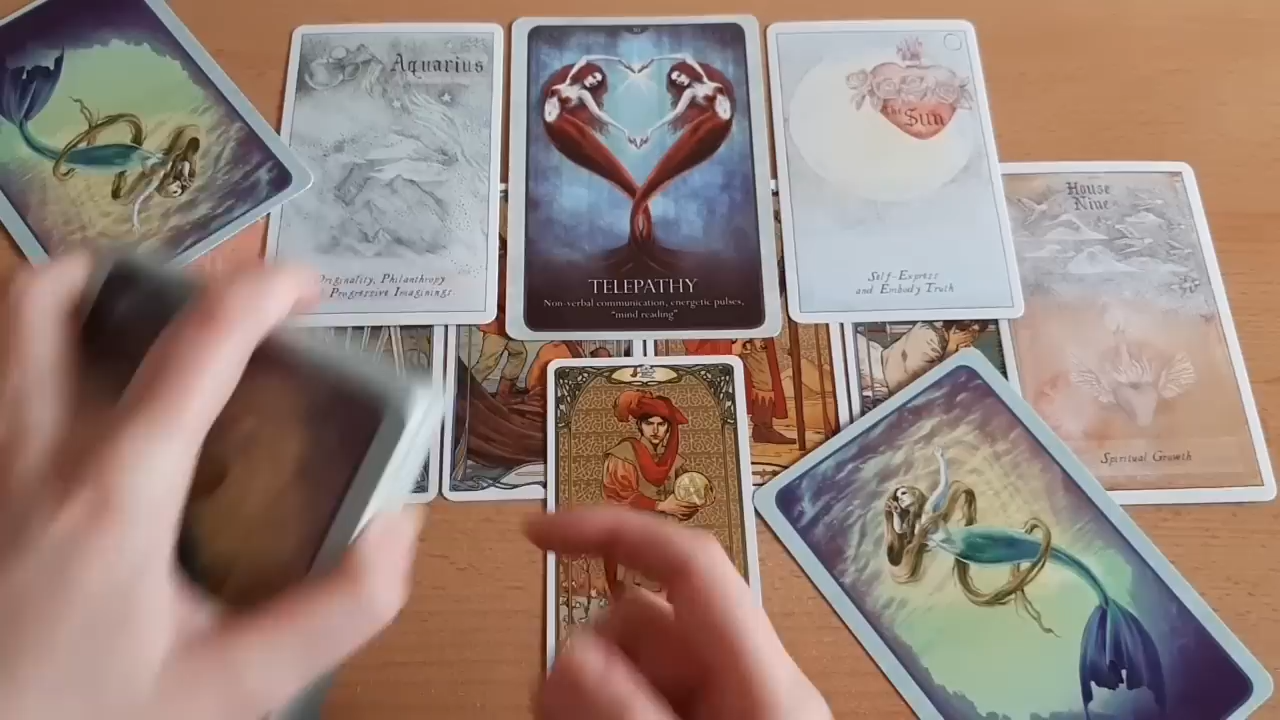 Aquarius
Originality, Philanthropy
Progressive Imaginings
TELEPATHY
Non-verbal communication, energetic pulses,
"mind reading"
The Sun
Self-Express
and Embody Truth
House
Nine
Spiritual Growth